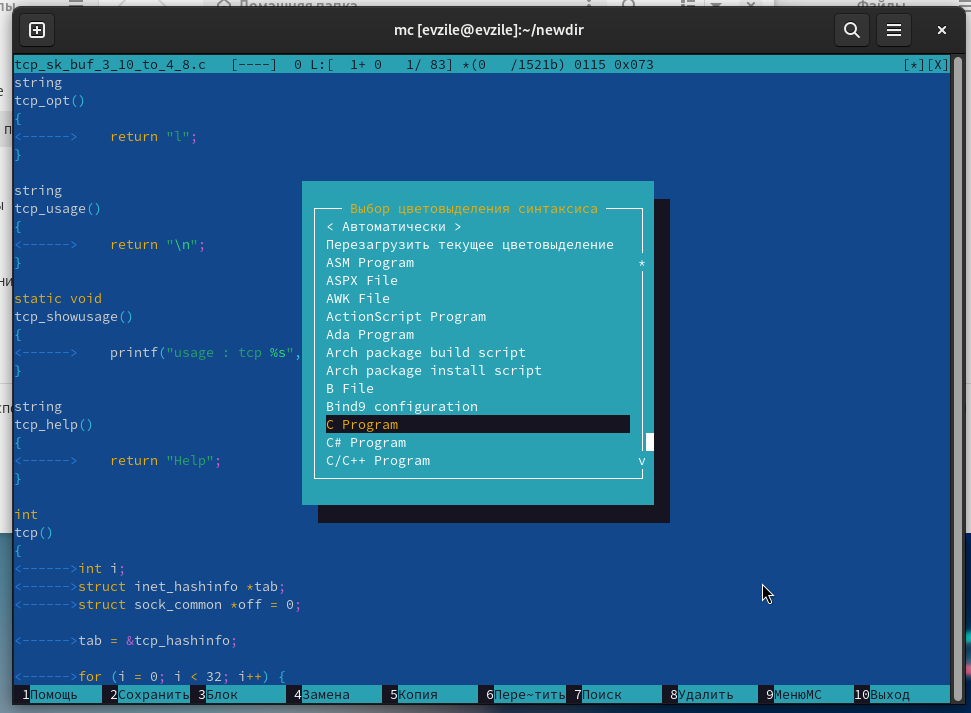 Домашняя папка
Файлы
mc [evzile@evzile]:~/newdir
tcp_sk_buf_3_10_to_4_8.c   [----]  0 L:[  1+ 0   1/ 83] *(0   /1521b) 0115 0x073
[*][X]
string
tcp_opt()
{
<------>    return "l";
}
string
tcp_usage()
{
<------>    return "\n";
}
static void
tcp_showusage()
{
<------>    printf("usage : tcp %s",
}
string
tcp_help()
{
<------>    return "Help";
}
int
tcp()
{
<------>int i;
<------>struct inet_hashinfo *tab;
<------>struct sock_common *off = 0;
<------>tab = &tcp_hashinfo;
<------>for (i = 0; i < 32; i++) {
Выбор цветовыделения синтаксиса
< Автоматически >
Перезагрузить текущее цветовыделение
ASM Program
ASPX File
AWK File
ActionScript Program
Ada Program
Arch package build script
Arch package install script
B File
Bind9 configuration
C Program
C# Program
C/C++ Program
*
v
1Помощь 2Сохранить 3Блок 4Замена 5Копия 6Пере~тить 7Поиск 8Удалить 9МенюМС 10Выход